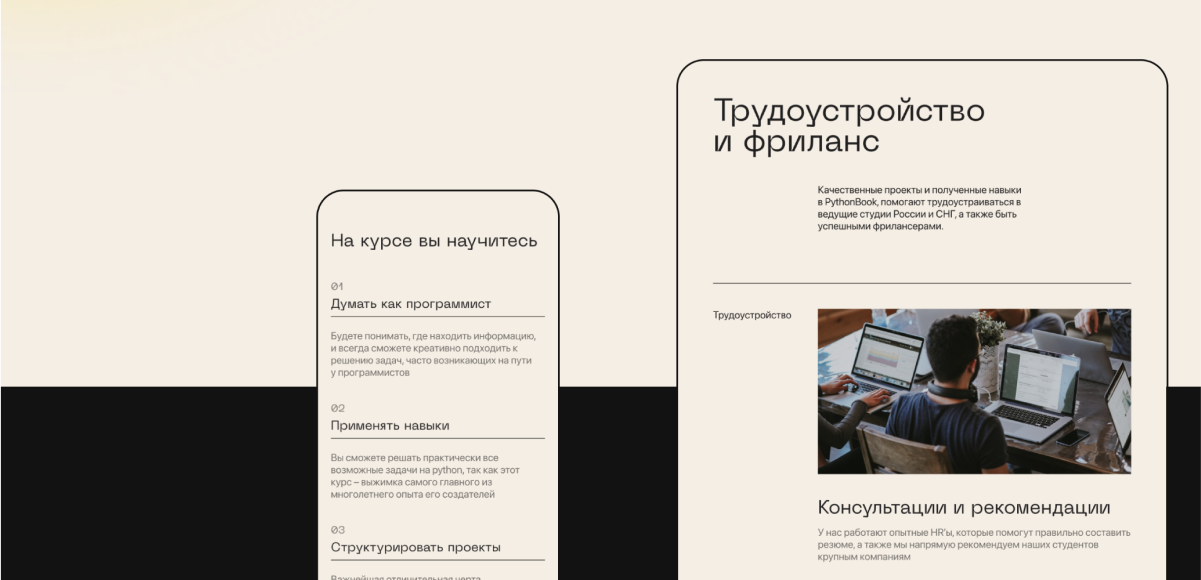 На курсе вы научитесь
01
Думать как программист
Будете понимать, где находить информацию,
и всегда сможете креативно подходить к
решению задач, часто возникающих на пути
у программистов
02
Применять навыки
Вы сможете решать практически все
возможные задачи на python, так как этот
курс – выжимка самого главного из
многолетнего опыта его создателей
03
Структурировать проекты
Важнейшая отличительная черта
Трудоустройство
и фриланс
Качественные проекты и полученные навыки
в PythonBook, помогают трудоустраиваться в
ведущие студии России и СНГ, а также быть
успешными фрилансерами.
Трудоустройство
Консультации и рекомендации
У нас работают опытные HR'ы, которые помогут правильно составить
резюме, а также мы напрямую рекомендуем наших студентов
крупным компаниям